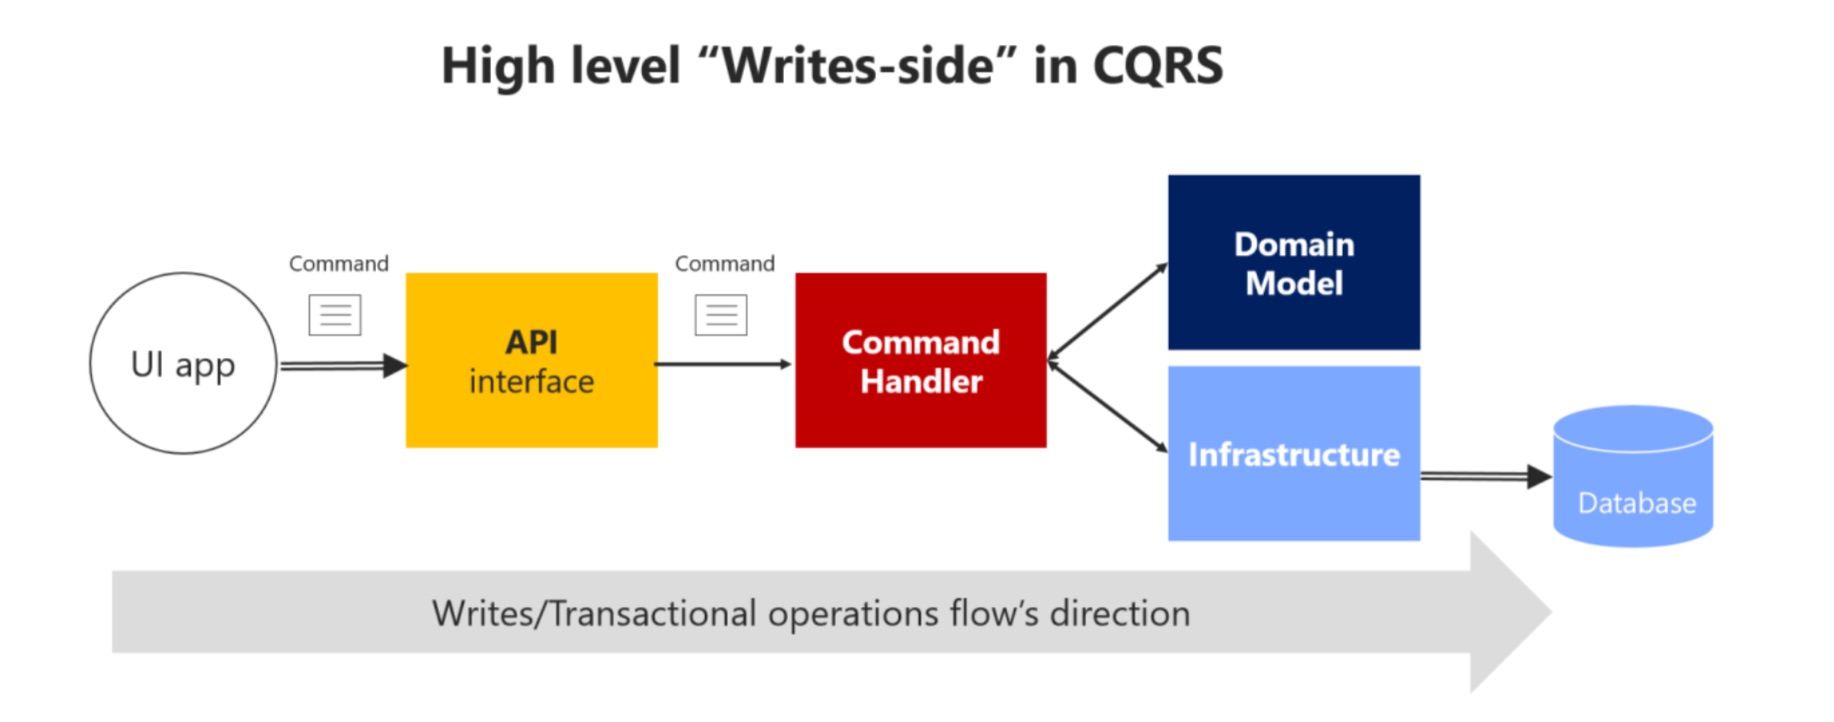 High level “Writes-side” in CQRS
Command
Command
UI app
API
interface
Command
Handler
Domain
Model
Infrastructure
Database
Writes/Transactional operations flow’s direction